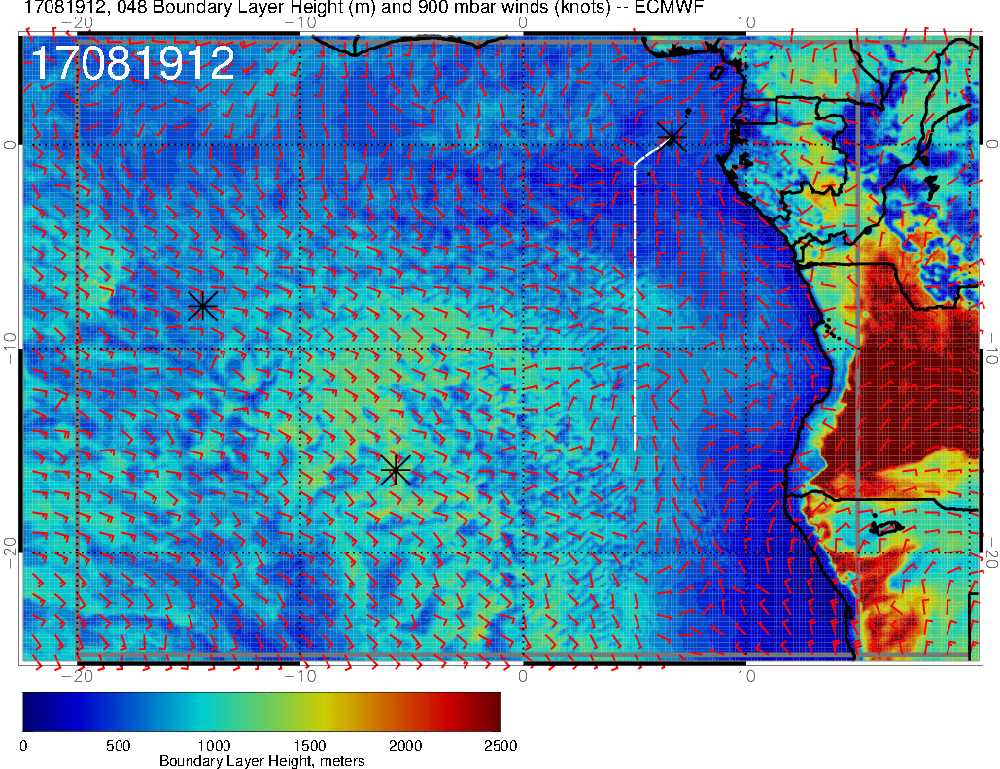 17081912, 048 Boundary Layer Height (m) and 900 mbar winds (knots) -- ECMWF
−20 −10 0 10
17081912
0 0
−10 −10
−20 −20
−20 −10 0 10
0 500 1000 1500 2000 2500
Boundary Layer Height, meters